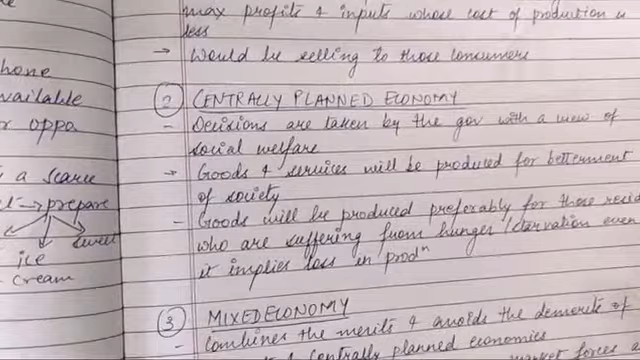 max profits & inputs whose cost of production is
less
→ Would be selling to those consumers
② CENTRALLY PLANNED ECONOMY
- Decisions are taken by the gov with a view of
social welfare
→ Goods & services will be produced for betterment
of society
- Goods will be produced preferably for those resid
who are suffering from hunger / starvation even
it implies loss in prodⁿ
③ MIXED ECONOMY
- Combines the merits & avoids the demerits of
& centrally planned economies
market forces a
hone
vailable
r oppo
s a scarce
→ prepare
sweet
ice
cream